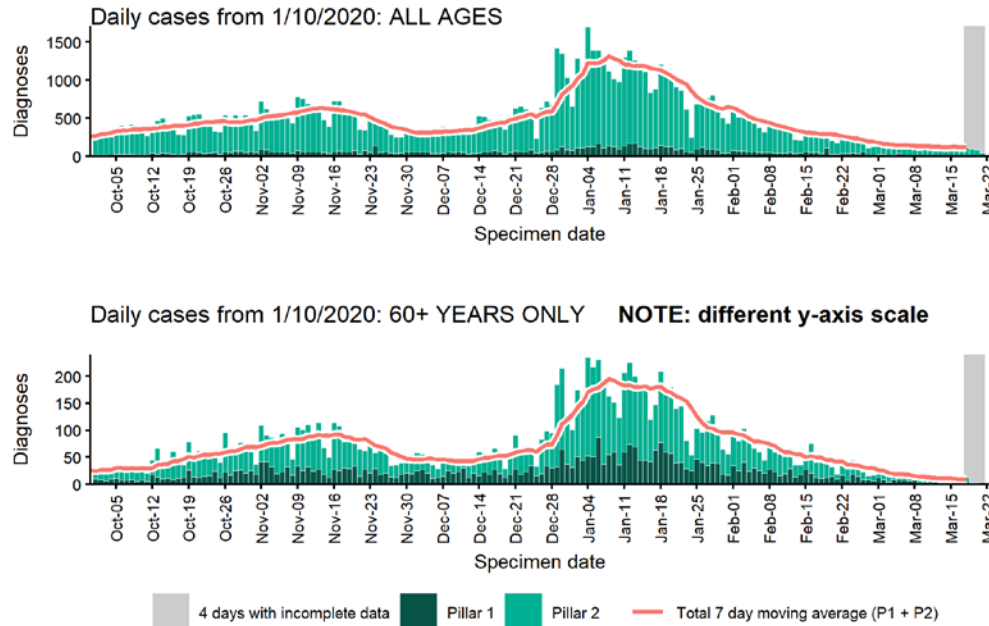 Daily cases from 1/10/2020: ALL AGES
Diagnoses
1500
1000
500
0
Oct-05 Oct-12 Oct-19 Oct-26 Nov-02 Nov-09 Nov-16 Nov-23 Nov-30 Dec-07 Dec-14 Dec-21 Dec-28 Jan-04 Jan-11 Jan-18 Jan-25 Feb-01 Feb-08 Feb-15 Feb-22 Mar-01 Mar-08 Mar-15 Mar-22
Specimen date
Daily cases from 1/10/2020: 60+ YEARS ONLY NOTE: different y-axis scale
Diagnoses
200
150
100
50
0
Oct-05 Oct-12 Oct-19 Oct-26 Nov-02 Nov-09 Nov-16 Nov-23 Nov-30 Dec-07 Dec-14 Dec-21 Dec-28 Jan-04 Jan-11 Jan-18 Jan-25 Feb-01 Feb-08 Feb-15 Feb-22 Mar-01 Mar-08 Mar-15 Mar-22
Specimen date
4 days with incomplete data Pillar 1 Pillar 2 Total 7 day moving average (P1 + P2)